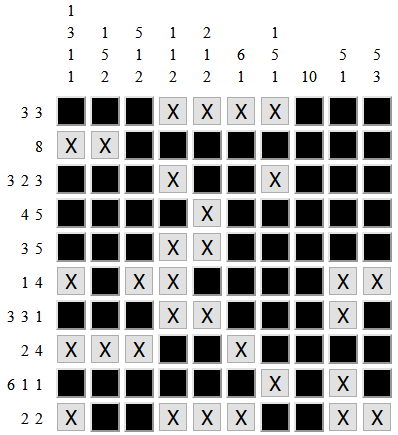 1
3 1 5 1 2 1
1 5 1 1 1 6 5 5 5
1 2 2 2 2 1 1 10 1 3
3 3 X X X X
8 X X
3 2 3 X X
4 5 X
3 5 X X
1 4 X X X X X
3 3 1 X X X
2 4 X X X X
6 1 1 X X
2 2 X X X X X X